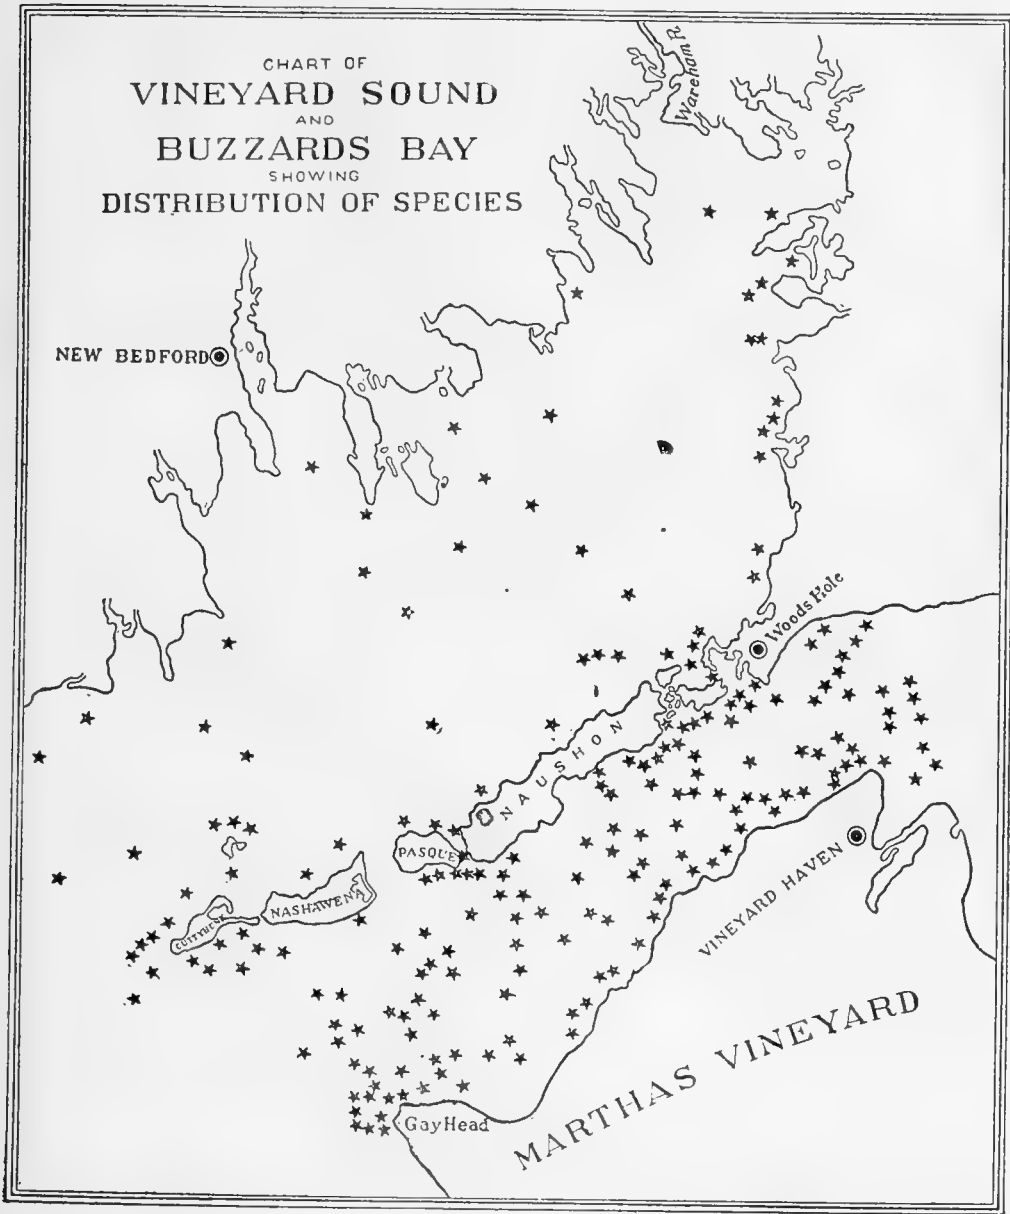 CHART OF
VINEYARD SOUND
AND
BUZZARDS BAY
SHOWING
DISTRIBUTION OF SPECIES
Wareham R.
NEW BEDFORD
Woods Hole
NAUSHON
PASQUE
NASHAWENA
CUTTYHUNK
VINEYARD HAVEN
MARTHAS VINEYARD
Gay Head